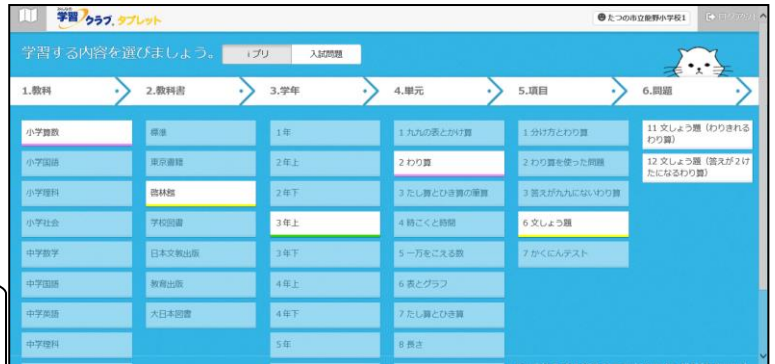 学習クラブ, タブレット
たつの市立龍野小学校1
学習する内容を選びましょう。 iプリ 入試問題
1.教科 2.教科書 3.学年 4.単元 5.項目 6.問題
小学算数 標準 1年 1 九九の表とかけ算 1 分け方とわり算 11 文しょう題（わりきれる
わり算）
小学国語 東京書籍 2年上 2 わり算 2 わり算を使った問題 12 文しょう題（答えが2け
たになるわり算）
小学理科 啓林館 2年下 3 たし算とひき算の筆算 3 答えが九九にないわり算
小学社会 学校図書 3年上 4 時こくと時間 6 文しょう題
中学数学 日本文教出版 3年下 5 一万をこえる数 7 かくにんテスト
中学国語 教育出版 4年上 6 表とグラフ
中学英語 大日本図書 4年下 7 たし算とひき算
中学理科 5年 8 長さ